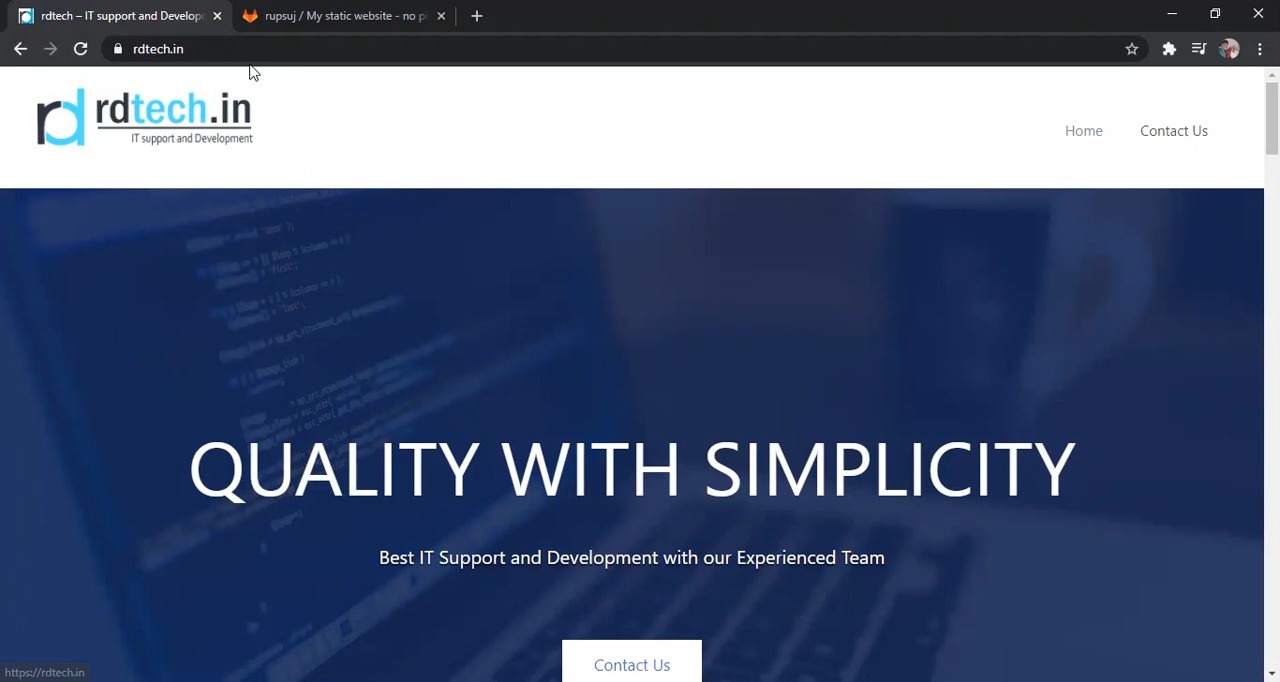 rdtech – IT support and Develop
rupsuj / My static website - no p
rdtech.in
rdtech.in
IT support and Development
Home
Contact Us
QUALITY WITH SIMPLICITY
Best IT Support and Development with our Experienced Team
Contact Us
https://rdtech.in